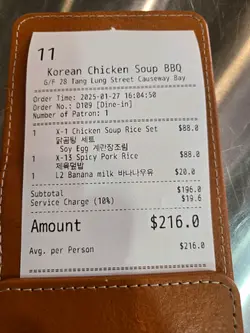 11
Korean Chicken Soup BBQ
G/F 28 Tang Lung Street Causeway Bay
Order Time: 2025-01-27 16:04:50
Order No.: D109 [Dine-in]
Number of Patron: 1
1 X-1 Chicken Soup Rice Set $88.0
닭곰탕 세트
Soy Egg 계란장조림
1 X-13 Spicy Pork Rice $88.0
제육덮밥
1 L2 Banana milk 바나나우유 $20.0
Subtotal $196.0
Service Charge (10%) $19.6
Amount $216.0
Avg. per Person $216.0